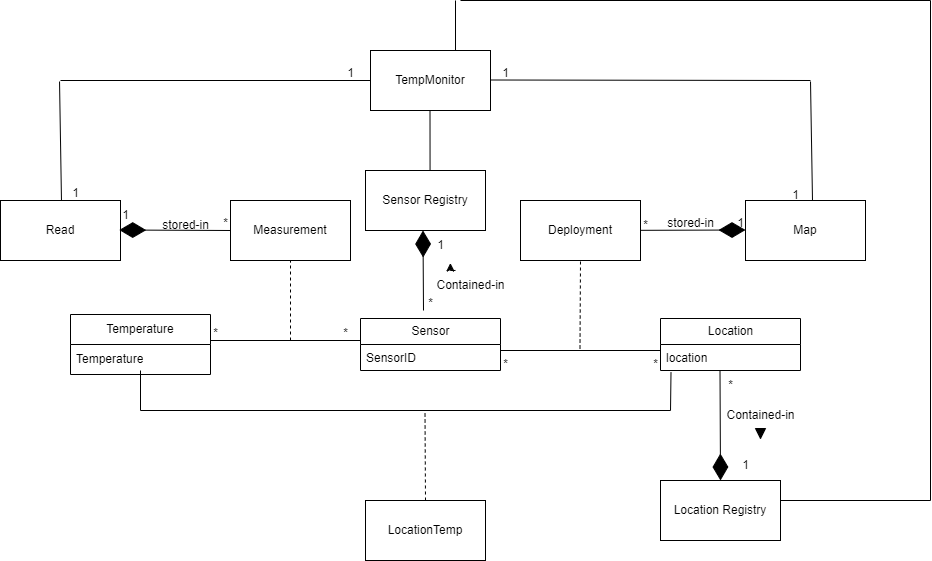 1
TempMonitor
1
1
1
Sensor Registry
1
stored-in
*
*
stored-in
1
Read
Measurement
Deployment
Map
1
Contained-in
*
Temperature
*
*
Sensor
Location
Temperature
SensorID
*
*
location
*
Contained-in
1
Location Registry
LocationTemp